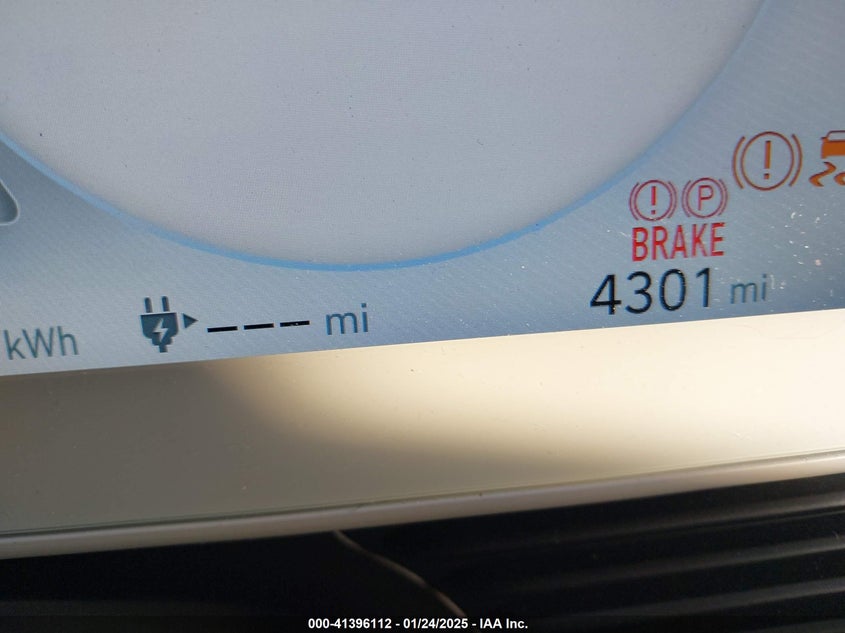 BRAKE
4301 mi
/kWh
--- mi
000-41396112 - 01/24/2025 - IAA Inc.